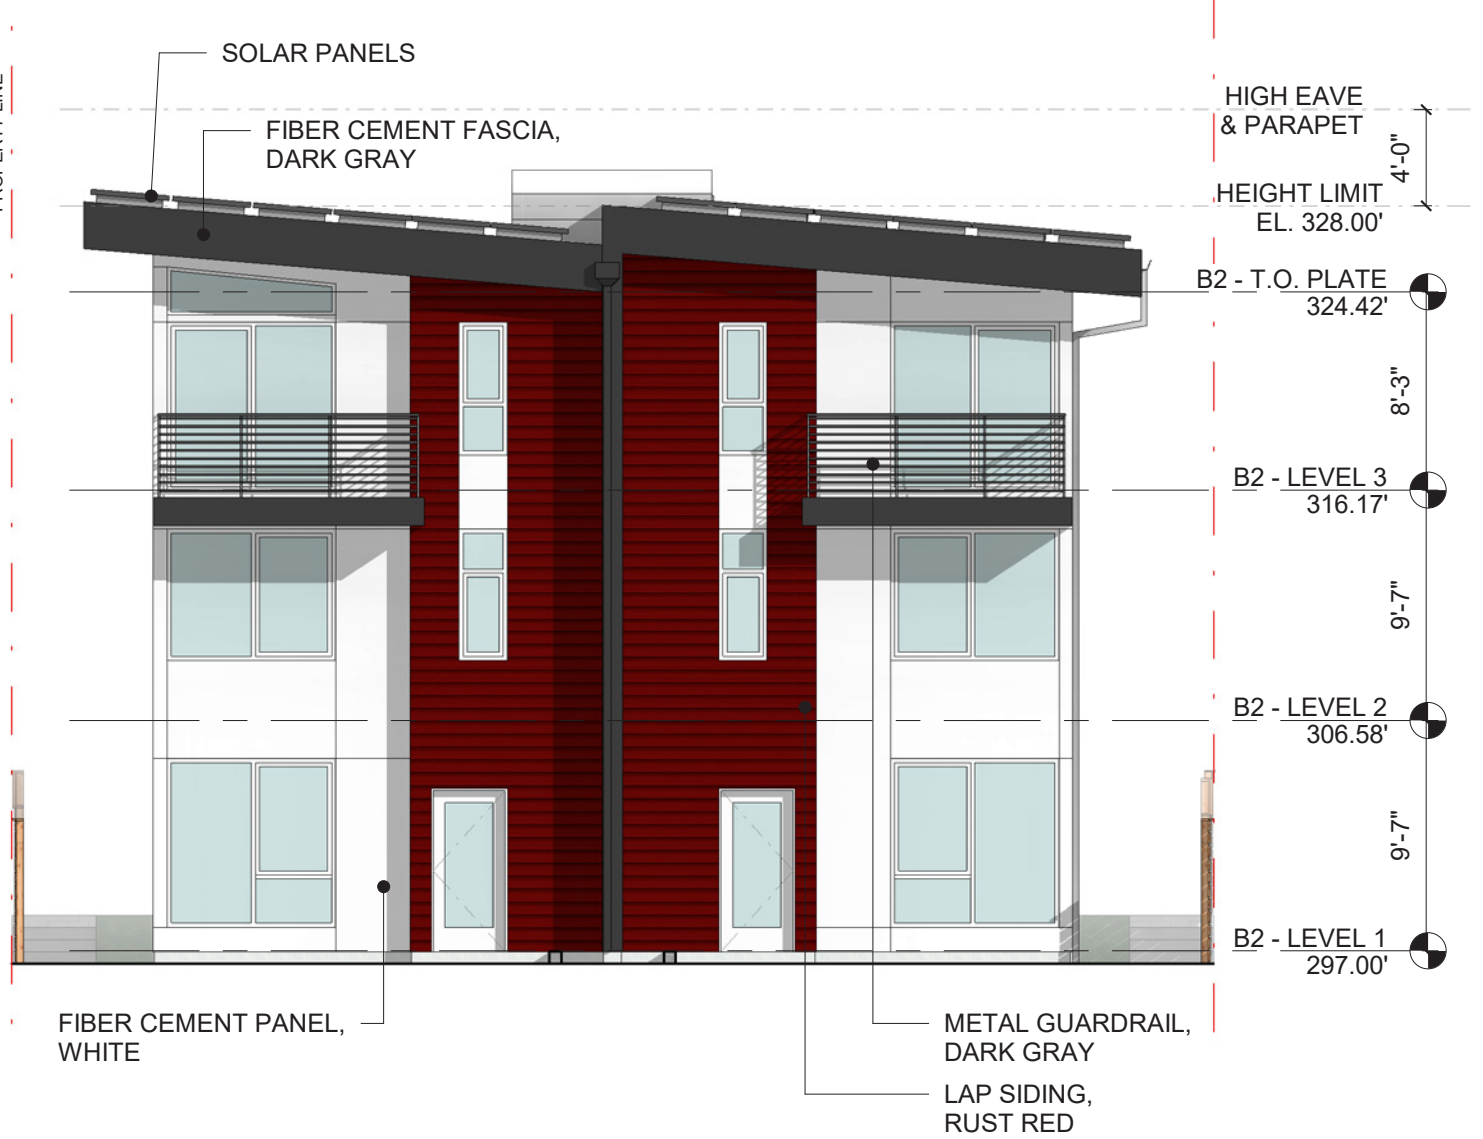 SOLAR PANELS
PROPERTY LINE
HIGH EAVE
& PARAPET
FIBER CEMENT FASCIA,
DARK GRAY
4'-0"
HEIGHT LIMIT
EL. 328.00'
B2 - T.O. PLATE
324.42'
8'-3"
B2 - LEVEL 3
316.17'
9'-7"
B2 - LEVEL 2
306.58'
9'-7"
B2 - LEVEL 1
297.00'
FIBER CEMENT PANEL,
WHITE
METAL GUARDRAIL,
DARK GRAY
LAP SIDING,
RUST RED